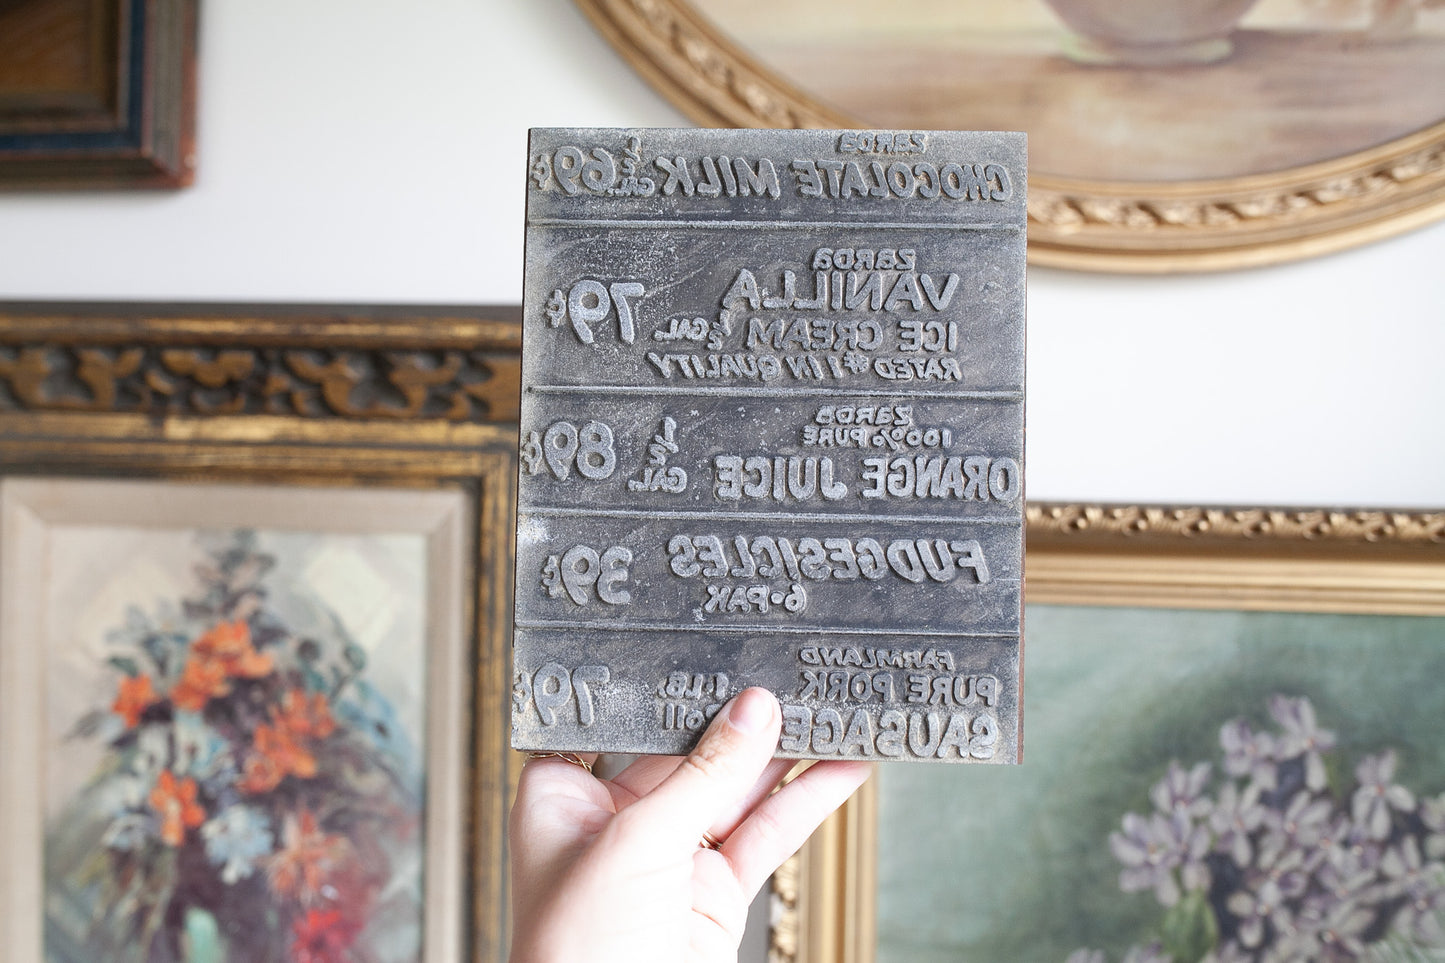 ZARDA
CHOCOLATE MILK 1/2 GAL. 69¢
ZARDA
VANILLA
ICE CREAM 1/2 GAL. 79¢
RATED #1 IN QUALITY
ZARDA
100% PURE
ORANGE JUICE 1/2 GAL. 89¢
FUDGESICLES 39¢
6-PAK
FARMLAND
PURE PORK 1 LB. 79¢
SAUSAGE